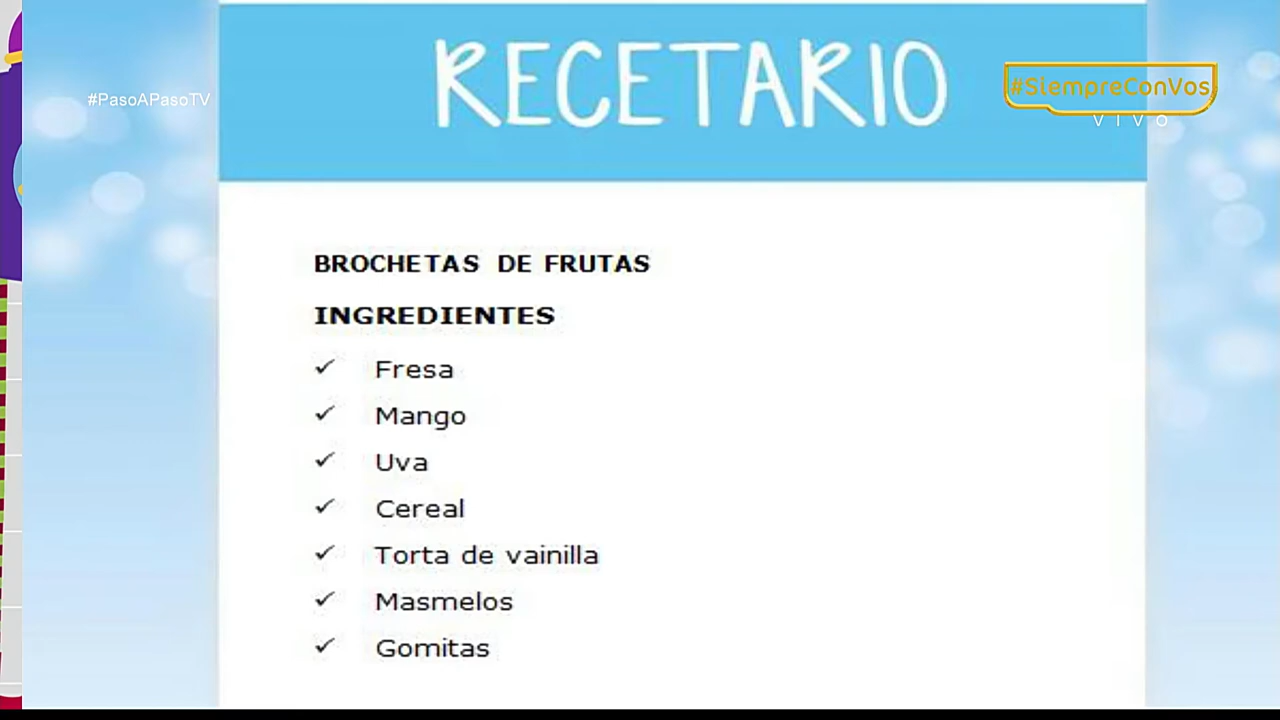 RECETARIO
#PasoAPasoTV
#SiempreConVos
VIVO
BROCHETAS DE FRUTAS
INGREDIENTES
✓ Fresa
✓ Mango
✓ Uva
✓ Cereal
✓ Torta de vainilla
✓ Masmelos
✓ Gomitas